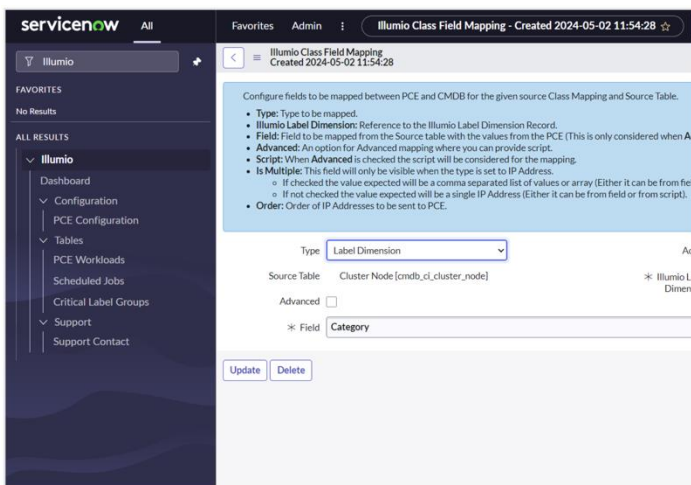 servicenow All Favorites Admin Illumio Class Field Mapping - Created 2024-05-02 11:54:28
Illumio
Illumio Class Field Mapping
Created 2024-05-02 11:54:28
FAVORITES
No Results
ALL RESULTS
Illumio
Dashboard
Configuration
PCE Configuration
Tables
PCE Workloads
Scheduled Jobs
Critical Label Groups
Support
Support Contact
Configure fields to be mapped between PCE and CMDB for the given source Class Mapping and Source Table.
• Type: Type to be mapped.
• Illumio Label Dimension: Reference to the Illumio Label Dimension Record.
• Field: Field to be mapped from the Source table with the values from the PCE (This is only considered when A
• Advanced: An option for Advanced mapping where you can provide script.
• Script: When Advanced is checked the script will be considered for the mapping.
• Is Multiple: This field will only be visible when the type is set to IP Address.
○ If checked the value expected will be a comma separated list of values or array (Either it can be from fie
○ If not checked the value expected will be a single IP Address (Either it can be from field or from script).
• Order: Order of IP Addresses to be sent to PCE.
Type Label Dimension Ac
Source Table Cluster Node [cmdb_ci_cluster_node] * Illumio L
Dimen
Advanced
* Field Category
Update Delete